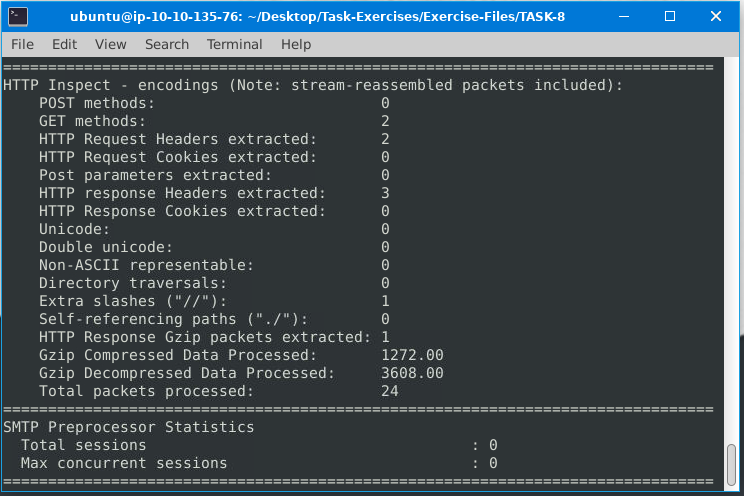 ubuntu@ip-10-10-135-76: ~/Desktop/Task-Exercises/Exercise-Files/TASK-8
File Edit View Search Terminal Help
===============================================================================
HTTP Inspect - encodings (Note: stream-reassembled packets included):
    POST methods:                         0
    GET methods:                          2
    HTTP Request Headers extracted:       2
    HTTP Request Cookies extracted:       0
    Post parameters extracted:            0
    HTTP response Headers extracted:      3
    HTTP Response Cookies extracted:      0
    Unicode:                              0
    Double unicode:                       0
    Non-ASCII representable:              0
    Directory traversals:                 0
    Extra slashes ("//"):                 1
    Self-referencing paths ("./"):        0
    HTTP Response Gzip packets extracted: 1
    Gzip Compressed Data Processed:       1272.00
    Gzip Decompressed Data Processed:     3608.00
    Total packets processed:              24
===============================================================================
SMTP Preprocessor Statistics
  Total sessions                                    : 0
  Max concurrent sessions                           : 0
===============================================================================